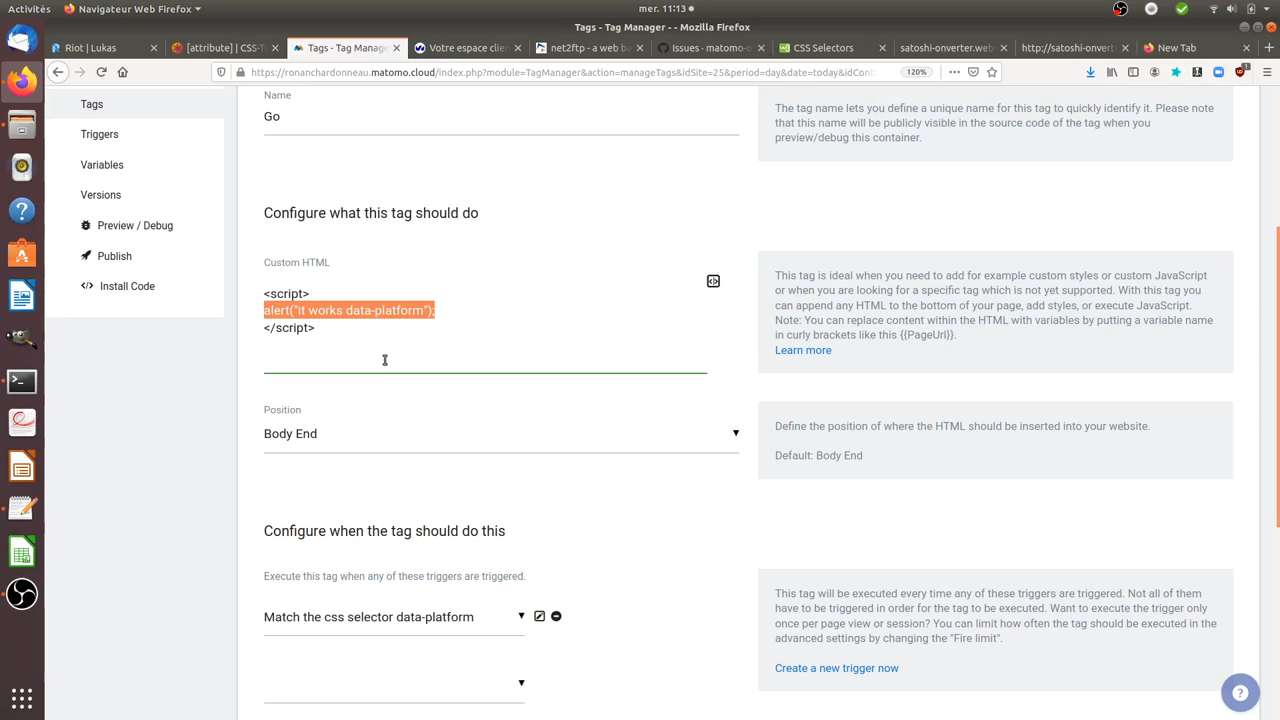 Activités
Navigateur Web Firefox
mer. 11:13
Tags - Tag Manager - - Mozilla Firefox
Riot | Lukas
[attribute] | CSS-T
Tags - Tag Manage
Votre espace clie
net2ftp - a web ba
Issues · matomo-o
CSS Selectors
satoshi-onverter.web
http://satoshi-onvert
New Tab
https://ronanchardonneau.matomo.cloud/index.php?module=TagManager&action=manageTags&idSite=25&period=day&date=today&idCont
120%
Tags
Triggers
Variables
Versions
Preview / Debug
Publish
Install Code
Name
Go
The tag name lets you define a unique name for this tag to quickly identify it. Please note
that this name will be publicly visible in the source code of the tag when you
preview/debug this container.
Configure what this tag should do
Custom HTML
<script>
alert("it works data-platform");
</script>
This tag is ideal when you need to add for example custom styles or custom JavaScript
or when you are looking for a specific tag which is not yet supported. With this tag you
can append any HTML to the bottom of your page, add styles, or execute JavaScript.
Note: You can replace content within the HTML with variables by putting a variable name
in curly brackets like this {{PageUrl}}.
Learn more
Position
Body End
Define the position of where the HTML should be inserted into your website.
Default: Body End
Configure when the tag should do this
Execute this tag when any of these triggers are triggered.
Match the css selector data-platform
This tag will be executed every time any of these triggers are triggered. Not all of them
have to be triggered in order for the tag to be executed. Want to execute the trigger only
once per page view or session? You can limit how often the tag should be executed in the
advanced settings by changing the "Fire limit".
Create a new trigger now